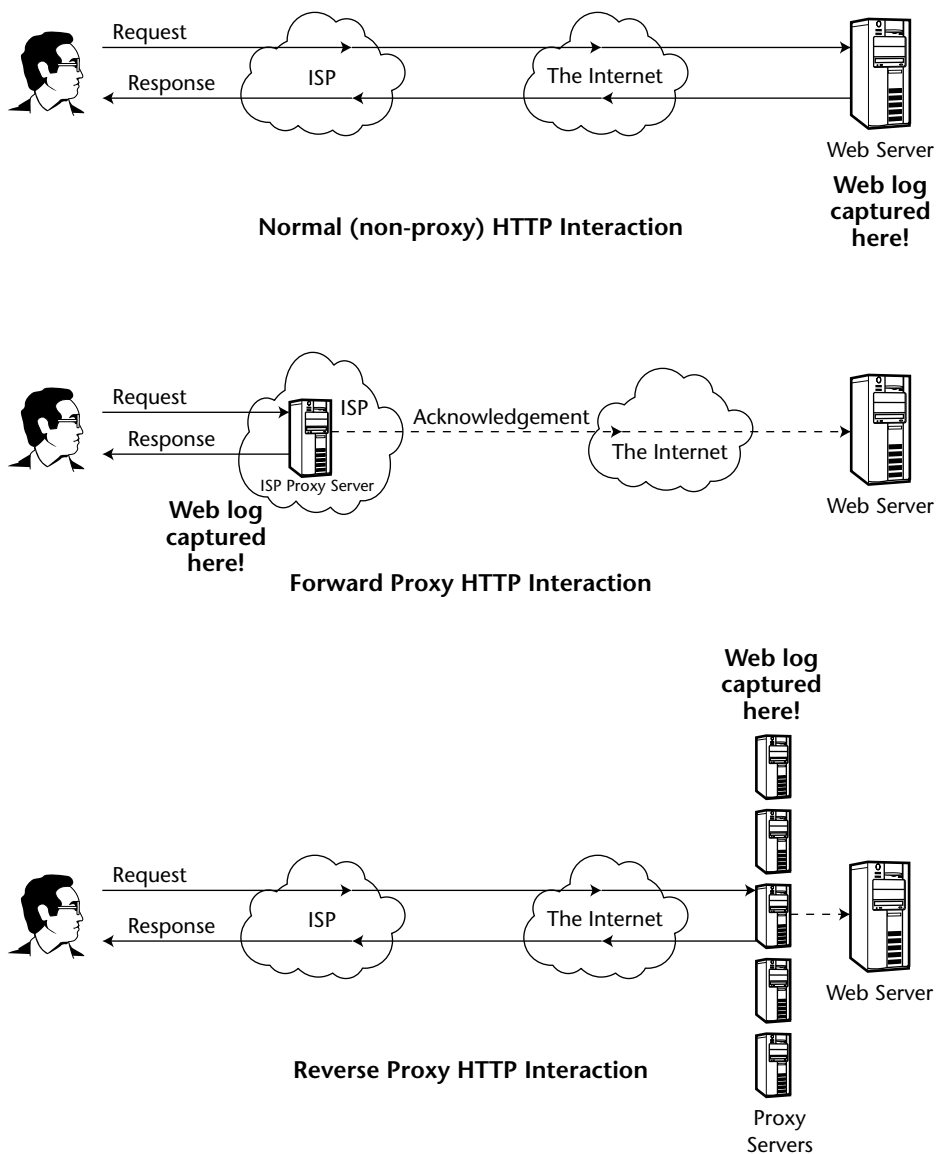 Request
Response
ISP
The Internet
Web Server
Web log
captured
here!
Normal (non-proxy) HTTP Interaction
Request
Response
ISP
ISP Proxy Server
Acknowledgement
The Internet
Web Server
Web log
captured
here!
Forward Proxy HTTP Interaction
Web log
captured
here!
Request
Response
ISP
The Internet
Web Server
Reverse Proxy HTTP Interaction
Proxy
Servers